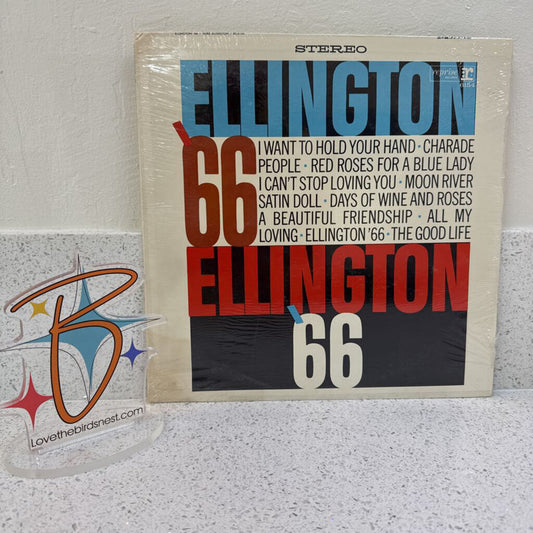 STEREO
ELLINGTON
reprise
6154
'66
I WANT TO HOLD YOUR HAND • CHARADE
PEOPLE • RED ROSES FOR A BLUE LADY
I CAN'T STOP LOVING YOU • MOON RIVER
SATIN DOLL • DAYS OF WINE AND ROSES
A BEAUTIFUL FRIENDSHIP • ALL MY
LOVING • ELLINGTON '66 • THE GOOD LIFE
ELLINGTON
'66
B
Lovethebirdsnest.com